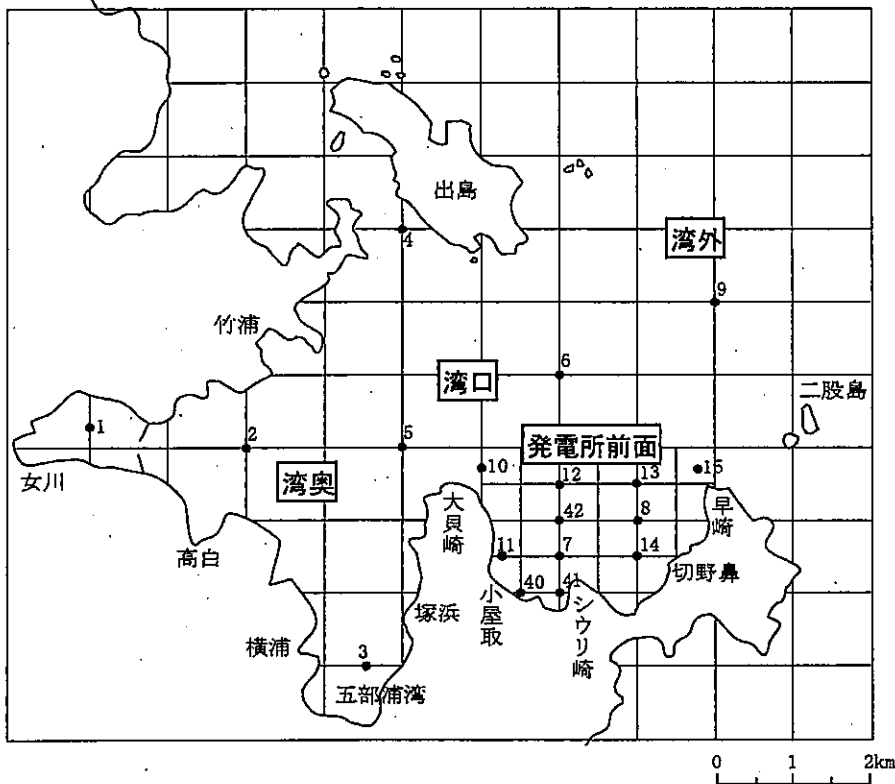 出島
湾外
4
9
竹浦
6
湾口
二股島
1
2
5
発電所前面
10
12
13
15
女川
湾奥
大貝崎
42
8
早崎
高白
11
7
14
切野鼻
40
41
小屋取
シウリ崎
塚浜
横浦
3
五部浦湾
0 1 2km